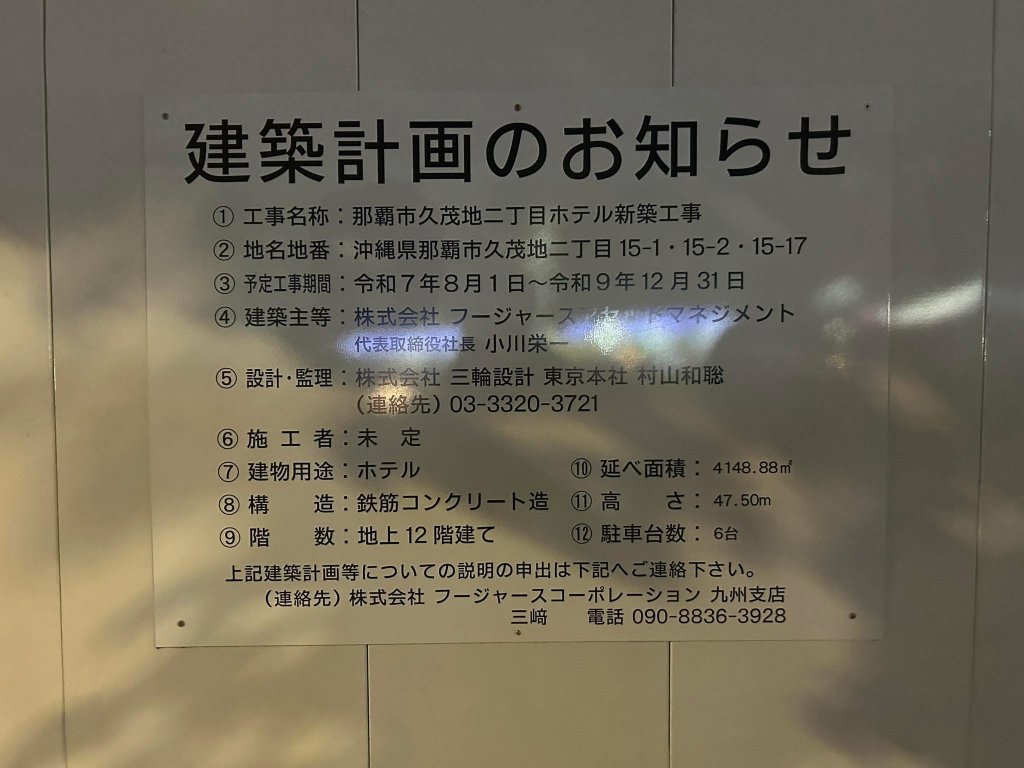 建築計画のお知らせ
① 工事名称：那覇市久茂地二丁目ホテル新築工事
② 地名地番：沖縄県那覇市久茂地二丁目15-1・15-2・15-17
③ 予定工事期間：令和7年8月1日～令和9年12月31日
④ 建築主等：株式会社 フージャースアセットマネジメント
代表取締役社長 小川栄一
⑤ 設計・監理：株式会社 三輪設計 東京本社 村山和聡
（連絡先）03-3320-3721
⑥ 施工者：未 定
⑦ 建物用途：ホテル ⑩ 延べ面積：4148.88㎡
⑧ 構 造：鉄筋コンクリート造 ⑪ 高 さ：47.50m
⑨ 階 数：地上12階建て ⑫ 駐車台数：6台
上記建築計画等についての説明の申出は下記へご連絡下さい。
（連絡先）株式会社 フージャースコーポレーション 九州支店
三﨑 電話 090-8836-3928